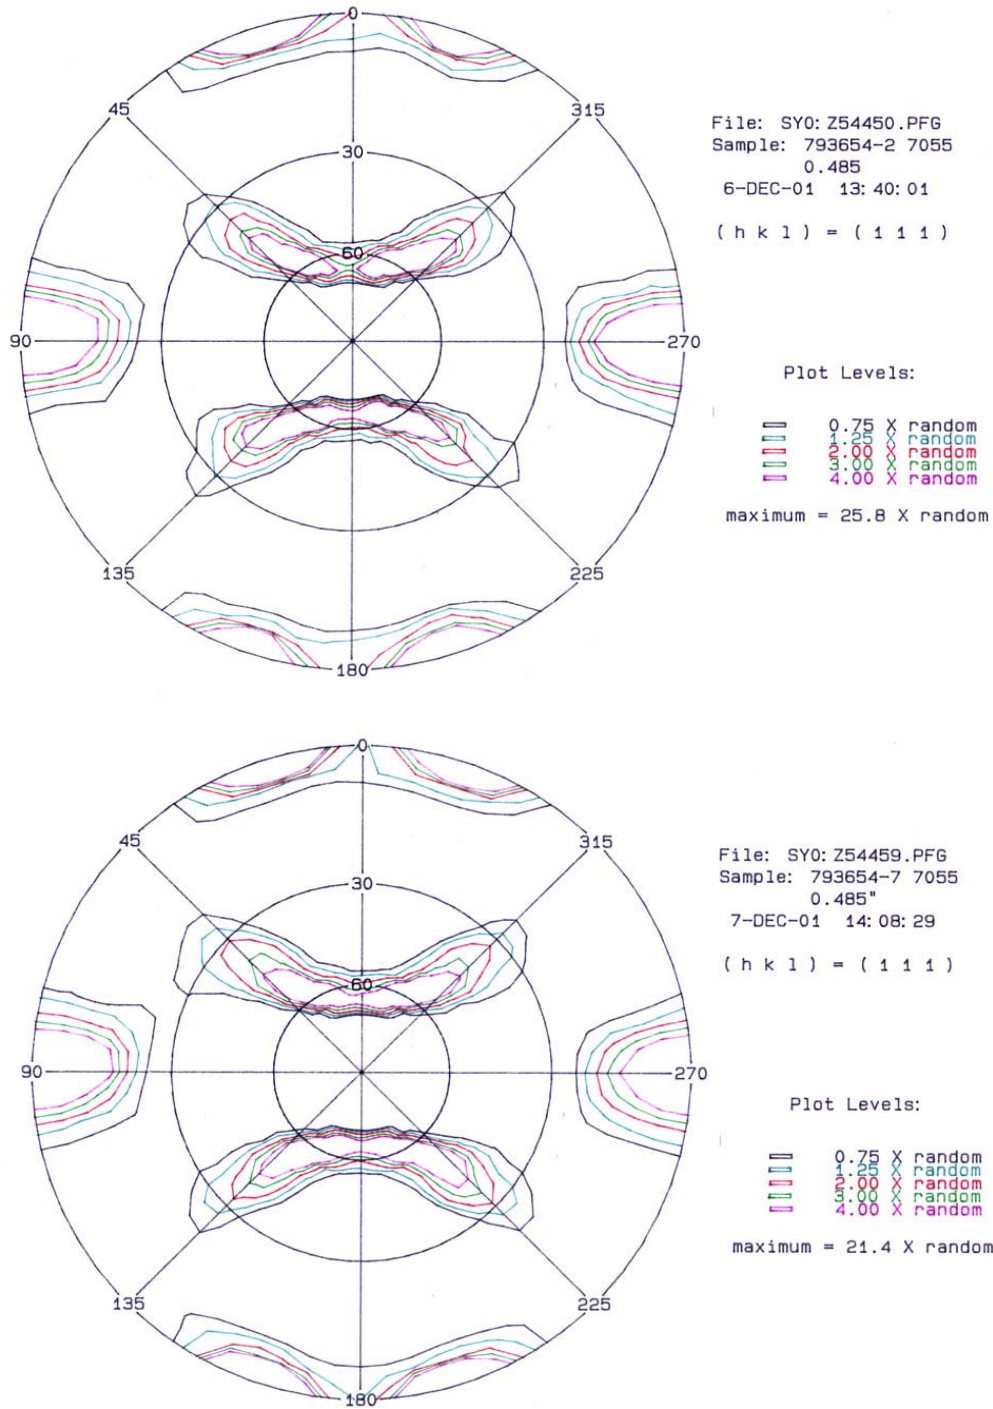 0
45
315
30
60
90
270
135
225
180
File: SY0: Z54450.PFG
Sample: 793654-2 7055
0.485
6-DEC-01 13:40:01
( h k l ) = ( 1 1 1 )
Plot Levels:
0.75 X random
1.25 X random
2.00 X random
3.00 X random
4.00 X random
maximum = 25.8 X random
0
45
315
30
60
90
270
135
225
180
File: SY0: Z54459.PFG
Sample: 793654-7 7055
0.485"
7-DEC-01 14:08:29
( h k l ) = ( 1 1 1 )
Plot Levels:
0.75 X random
1.25 X random
2.00 X random
3.00 X random
4.00 X random
maximum = 21.4 X random